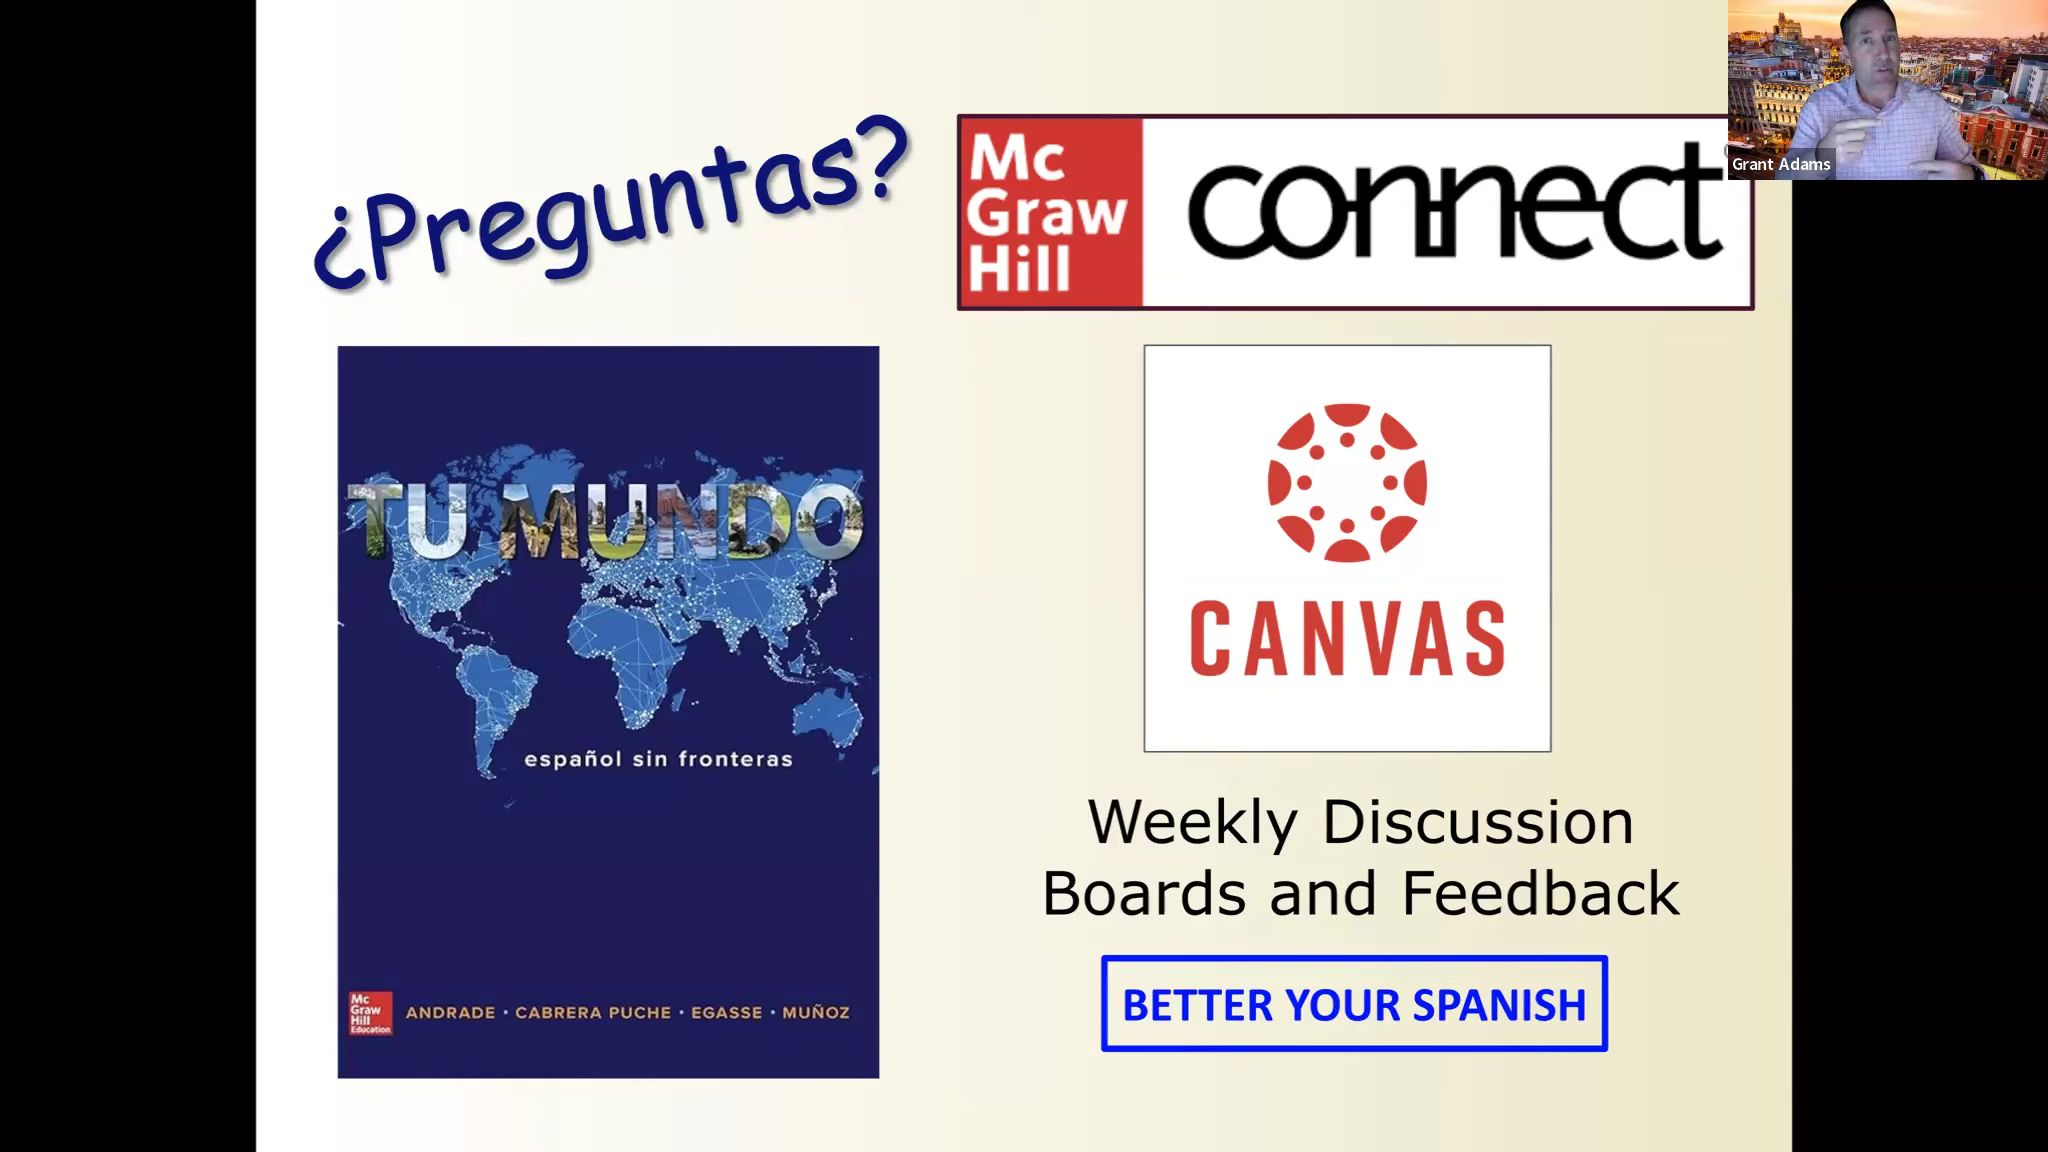 ¿Preguntas?
Mc
Graw
Hill
connect
Grant Adams
TU MUNDO
español sin fronteras
Mc
Graw
Hill
Education
ANDRADE • CABRERA PUCHE • EGASSE • MUÑOZ
CANVAS
Weekly Discussion
Boards and Feedback
BETTER YOUR SPANISH